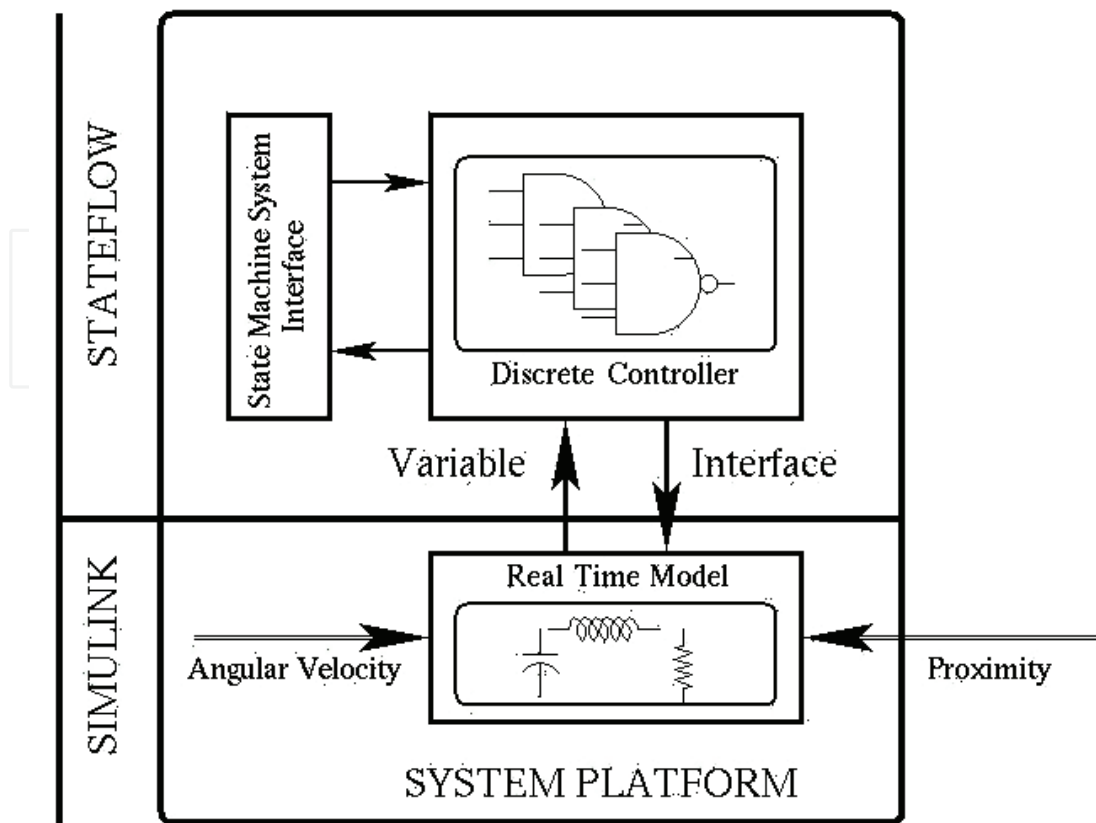 STATEFLOW
State Machine System
Interface
Discrete Controller
Variable
Interface
SIMULINK
Real Time Model
Angular Velocity
Proximity
SYSTEM PLATFORM